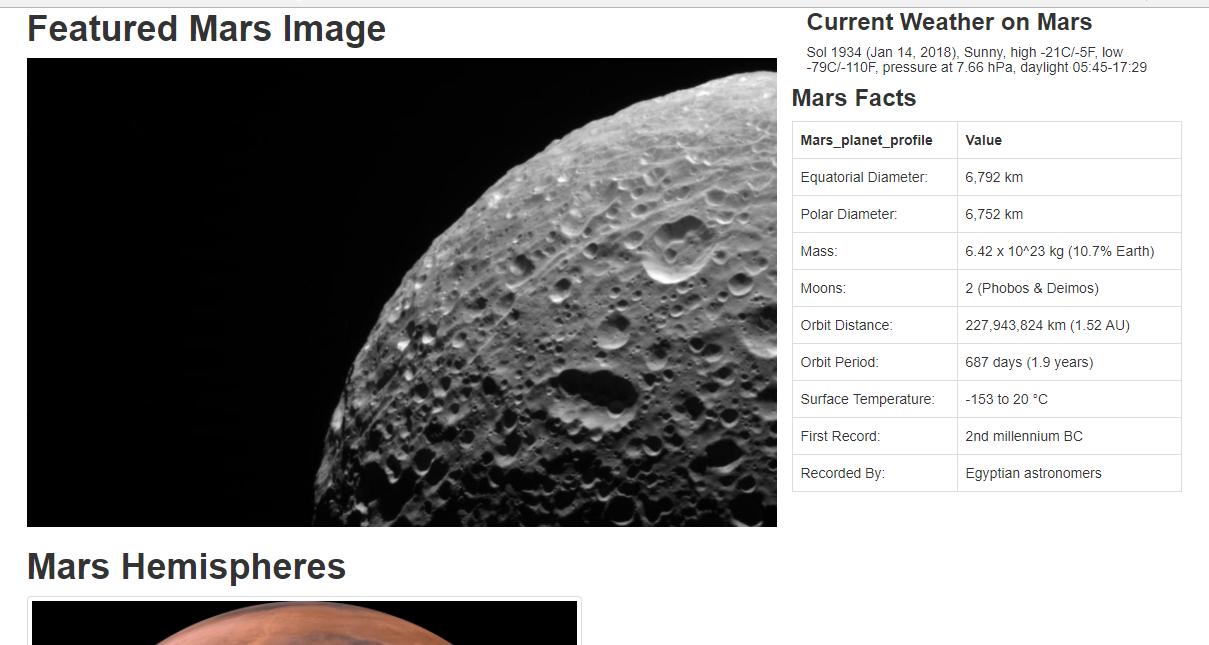 Featured Mars Image
Current Weather on Mars
Sol 1934 (Jan 14, 2018), Sunny, high -21C/-5F, low
-79C/-110F, pressure at 7.66 hPa, daylight 05:45-17:29
Mars Facts
Mars_planet_profile Value
Equatorial Diameter: 6,792 km
Polar Diameter: 6,752 km
Mass: 6.42 x 10^23 kg (10.7% Earth)
Moons: 2 (Phobos & Deimos)
Orbit Distance: 227,943,824 km (1.52 AU)
Orbit Period: 687 days (1.9 years)
Surface Temperature: -153 to 20 °C
First Record: 2nd millennium BC
Recorded By: Egyptian astronomers
Mars Hemispheres